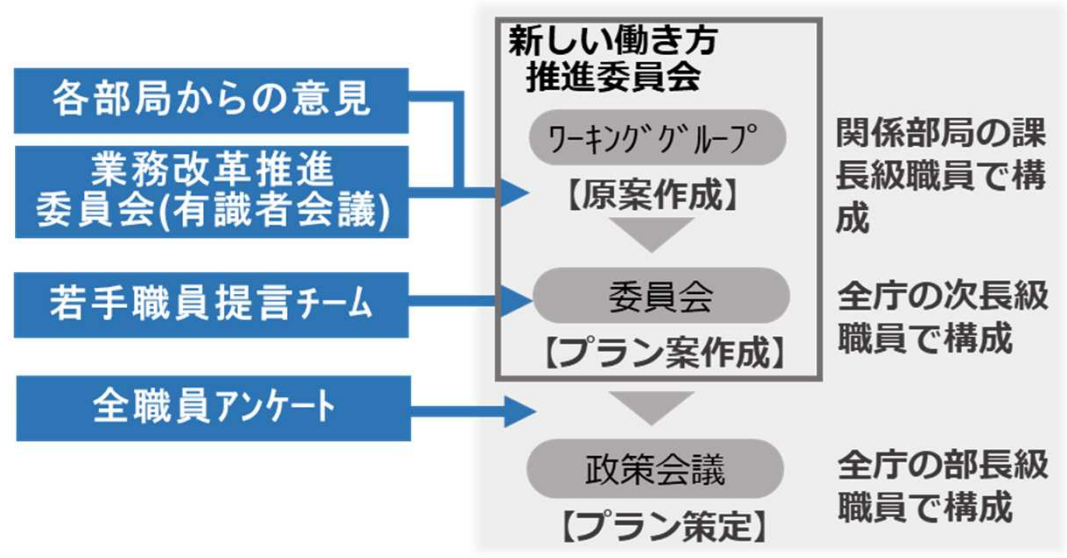 各部局からの意見
業務改革推進
委員会(有識者会議)
若手職員提言ﾁｰﾑ
全職員ｱﾝｹｰﾄ
新しい働き方
推進委員会
ﾜｰｷﾝｸﾞｸﾞﾙｰﾌﾟ
【原案作成】
関係部局の課
長級職員で構
成
委員会
【プラン案作成】
全庁の次長級
職員で構成
政策会議
【プラン策定】
全庁の部長級
職員で構成